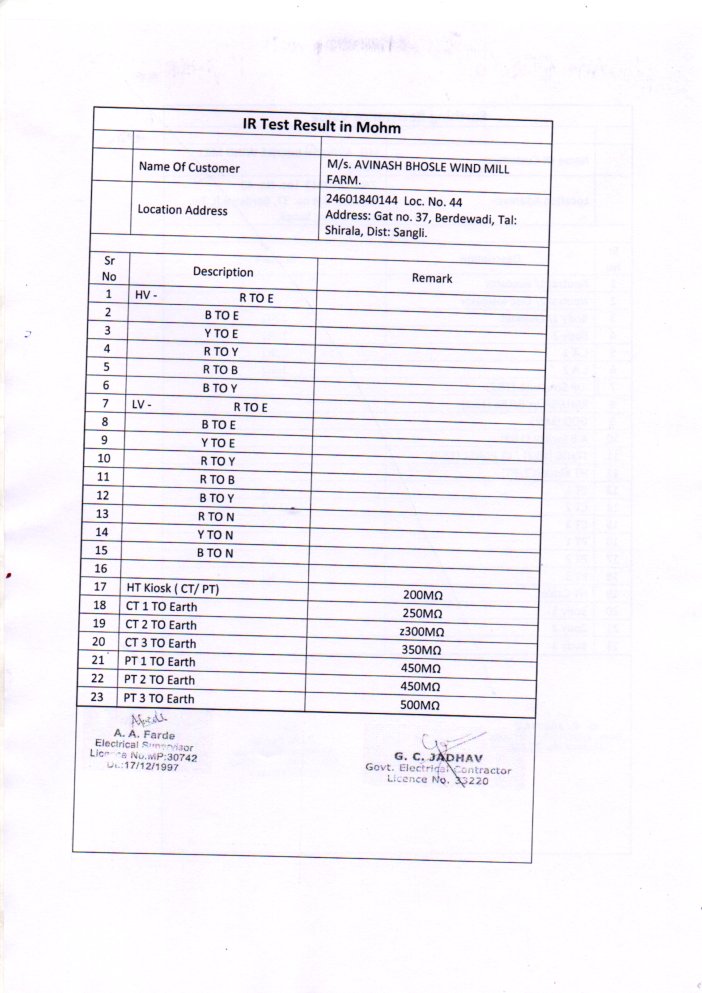 IR Test Result in Mohm
Name Of Customer
M/s. AVINASH BHOSLE WIND MILL
FARM.
Location Address
24601840144 Loc. No. 44
Address: Gat no. 37, Berdewadi, Tal:
Shirala, Dist: Sangli.
Sr
No
Description
Remark
1 HV - R TO E
2 B TO E
3 Y TO E
4 R TO Y
5 R TO B
6 B TO Y
7 LV - R TO E
8 B TO E
9 Y TO E
10 R TO Y
11 R TO B
12 B TO Y
13 R TO N
14 Y TO N
15 B TO N
16
17 HT Kiosk ( CT/ PT) 200MΩ
18 CT 1 TO Earth 250MΩ
19 CT 2 TO Earth z300MΩ
20 CT 3 TO Earth 350MΩ
21 PT 1 TO Earth 450MΩ
22 PT 2 TO Earth 450MΩ
23 PT 3 TO Earth 500MΩ
A. A. Farde
Electrical Supervisor
Licence No.MP:30742
17/12/1997
G. C. JADHAV
Govt. Electrical Contractor
Licence No. 33220